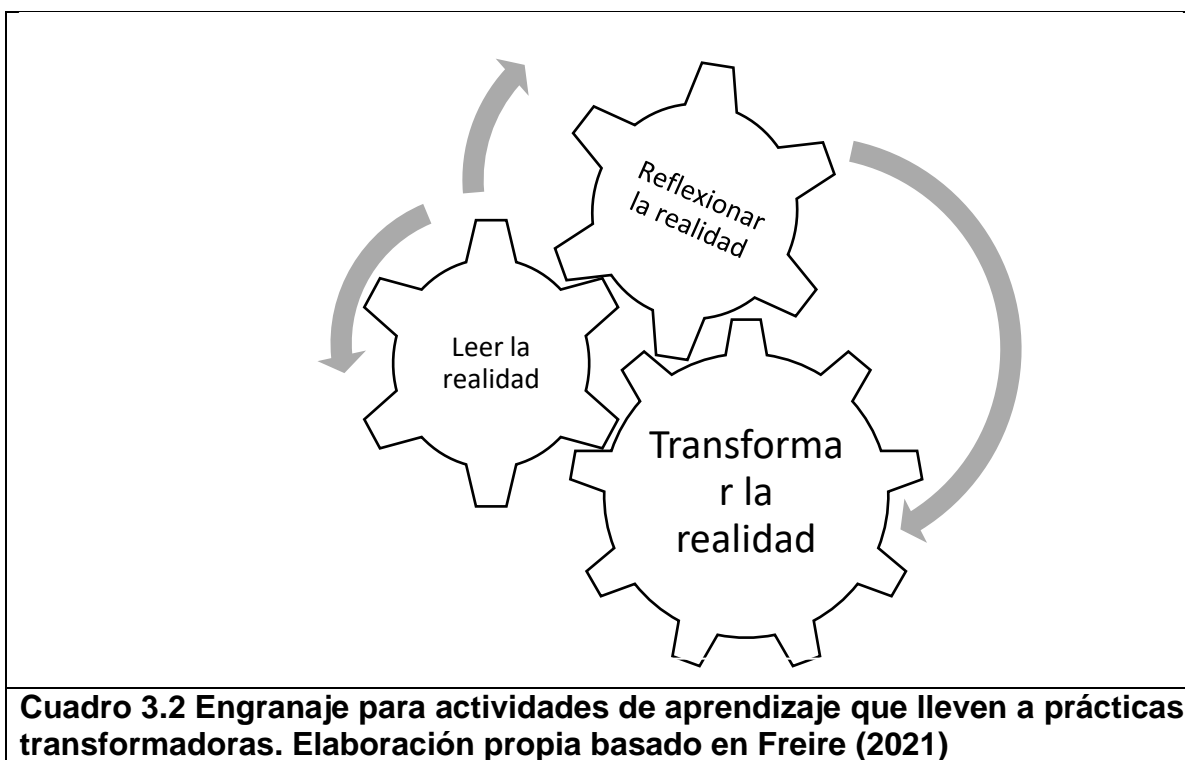 Reflexionar
la realidad
Leer la
realidad
Transforma
r la
realidad
Cuadro 3.2 Engranaje para actividades de aprendizaje que lleven a prácticas
transformadoras. Elaboración propia basado en Freire (2021)